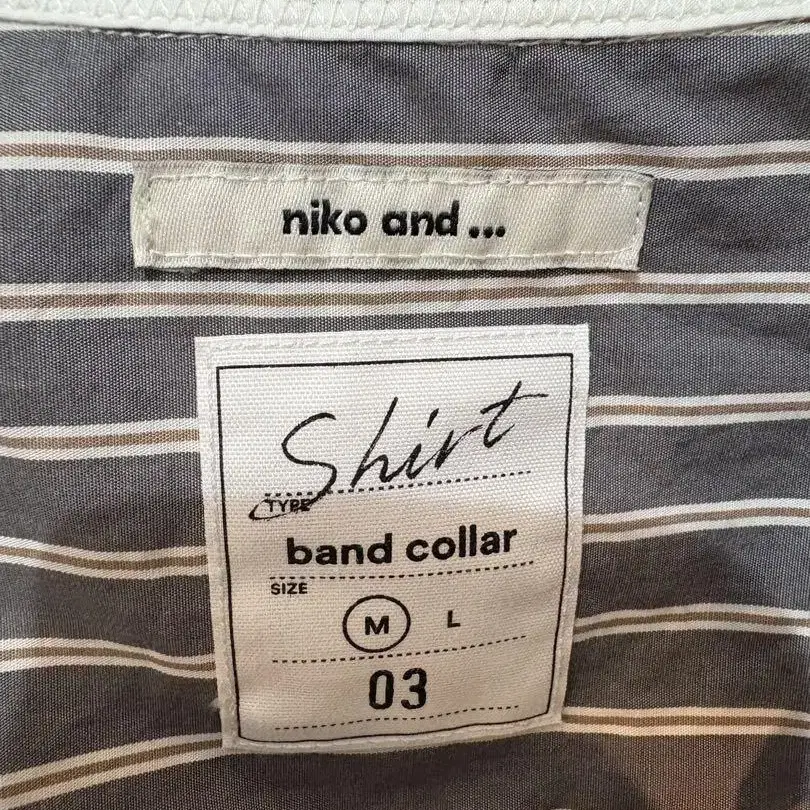 niko and ...
Shirt
TYPE
band collar
SIZE
M L
03